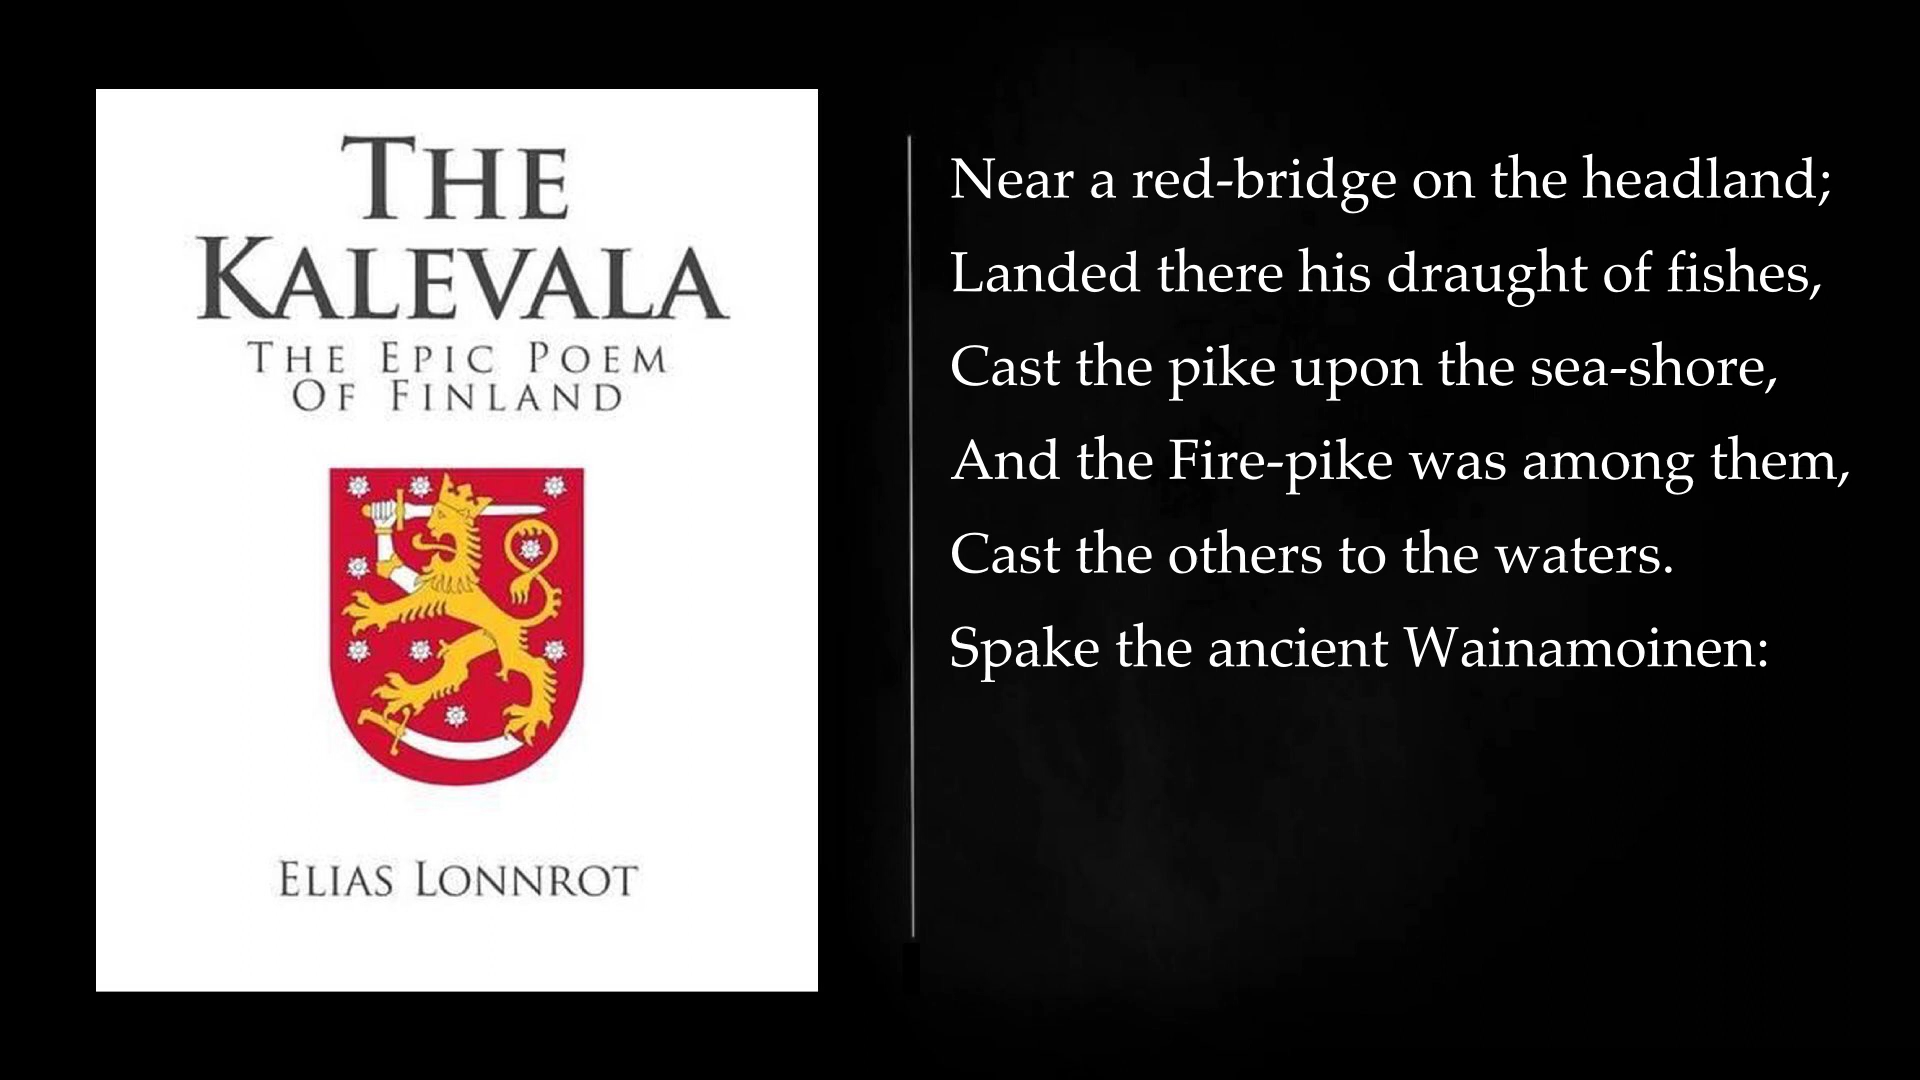 THE
KALEVALA
THE EPIC POEM
OF FINLAND
ELIAS LONNROT
Near a red-bridge on the headland;
Landed there his draught of fishes,
Cast the pike upon the sea-shore,
And the Fire-pike was among them,
Cast the others to the waters.
Spake the ancient Wainamoinen: